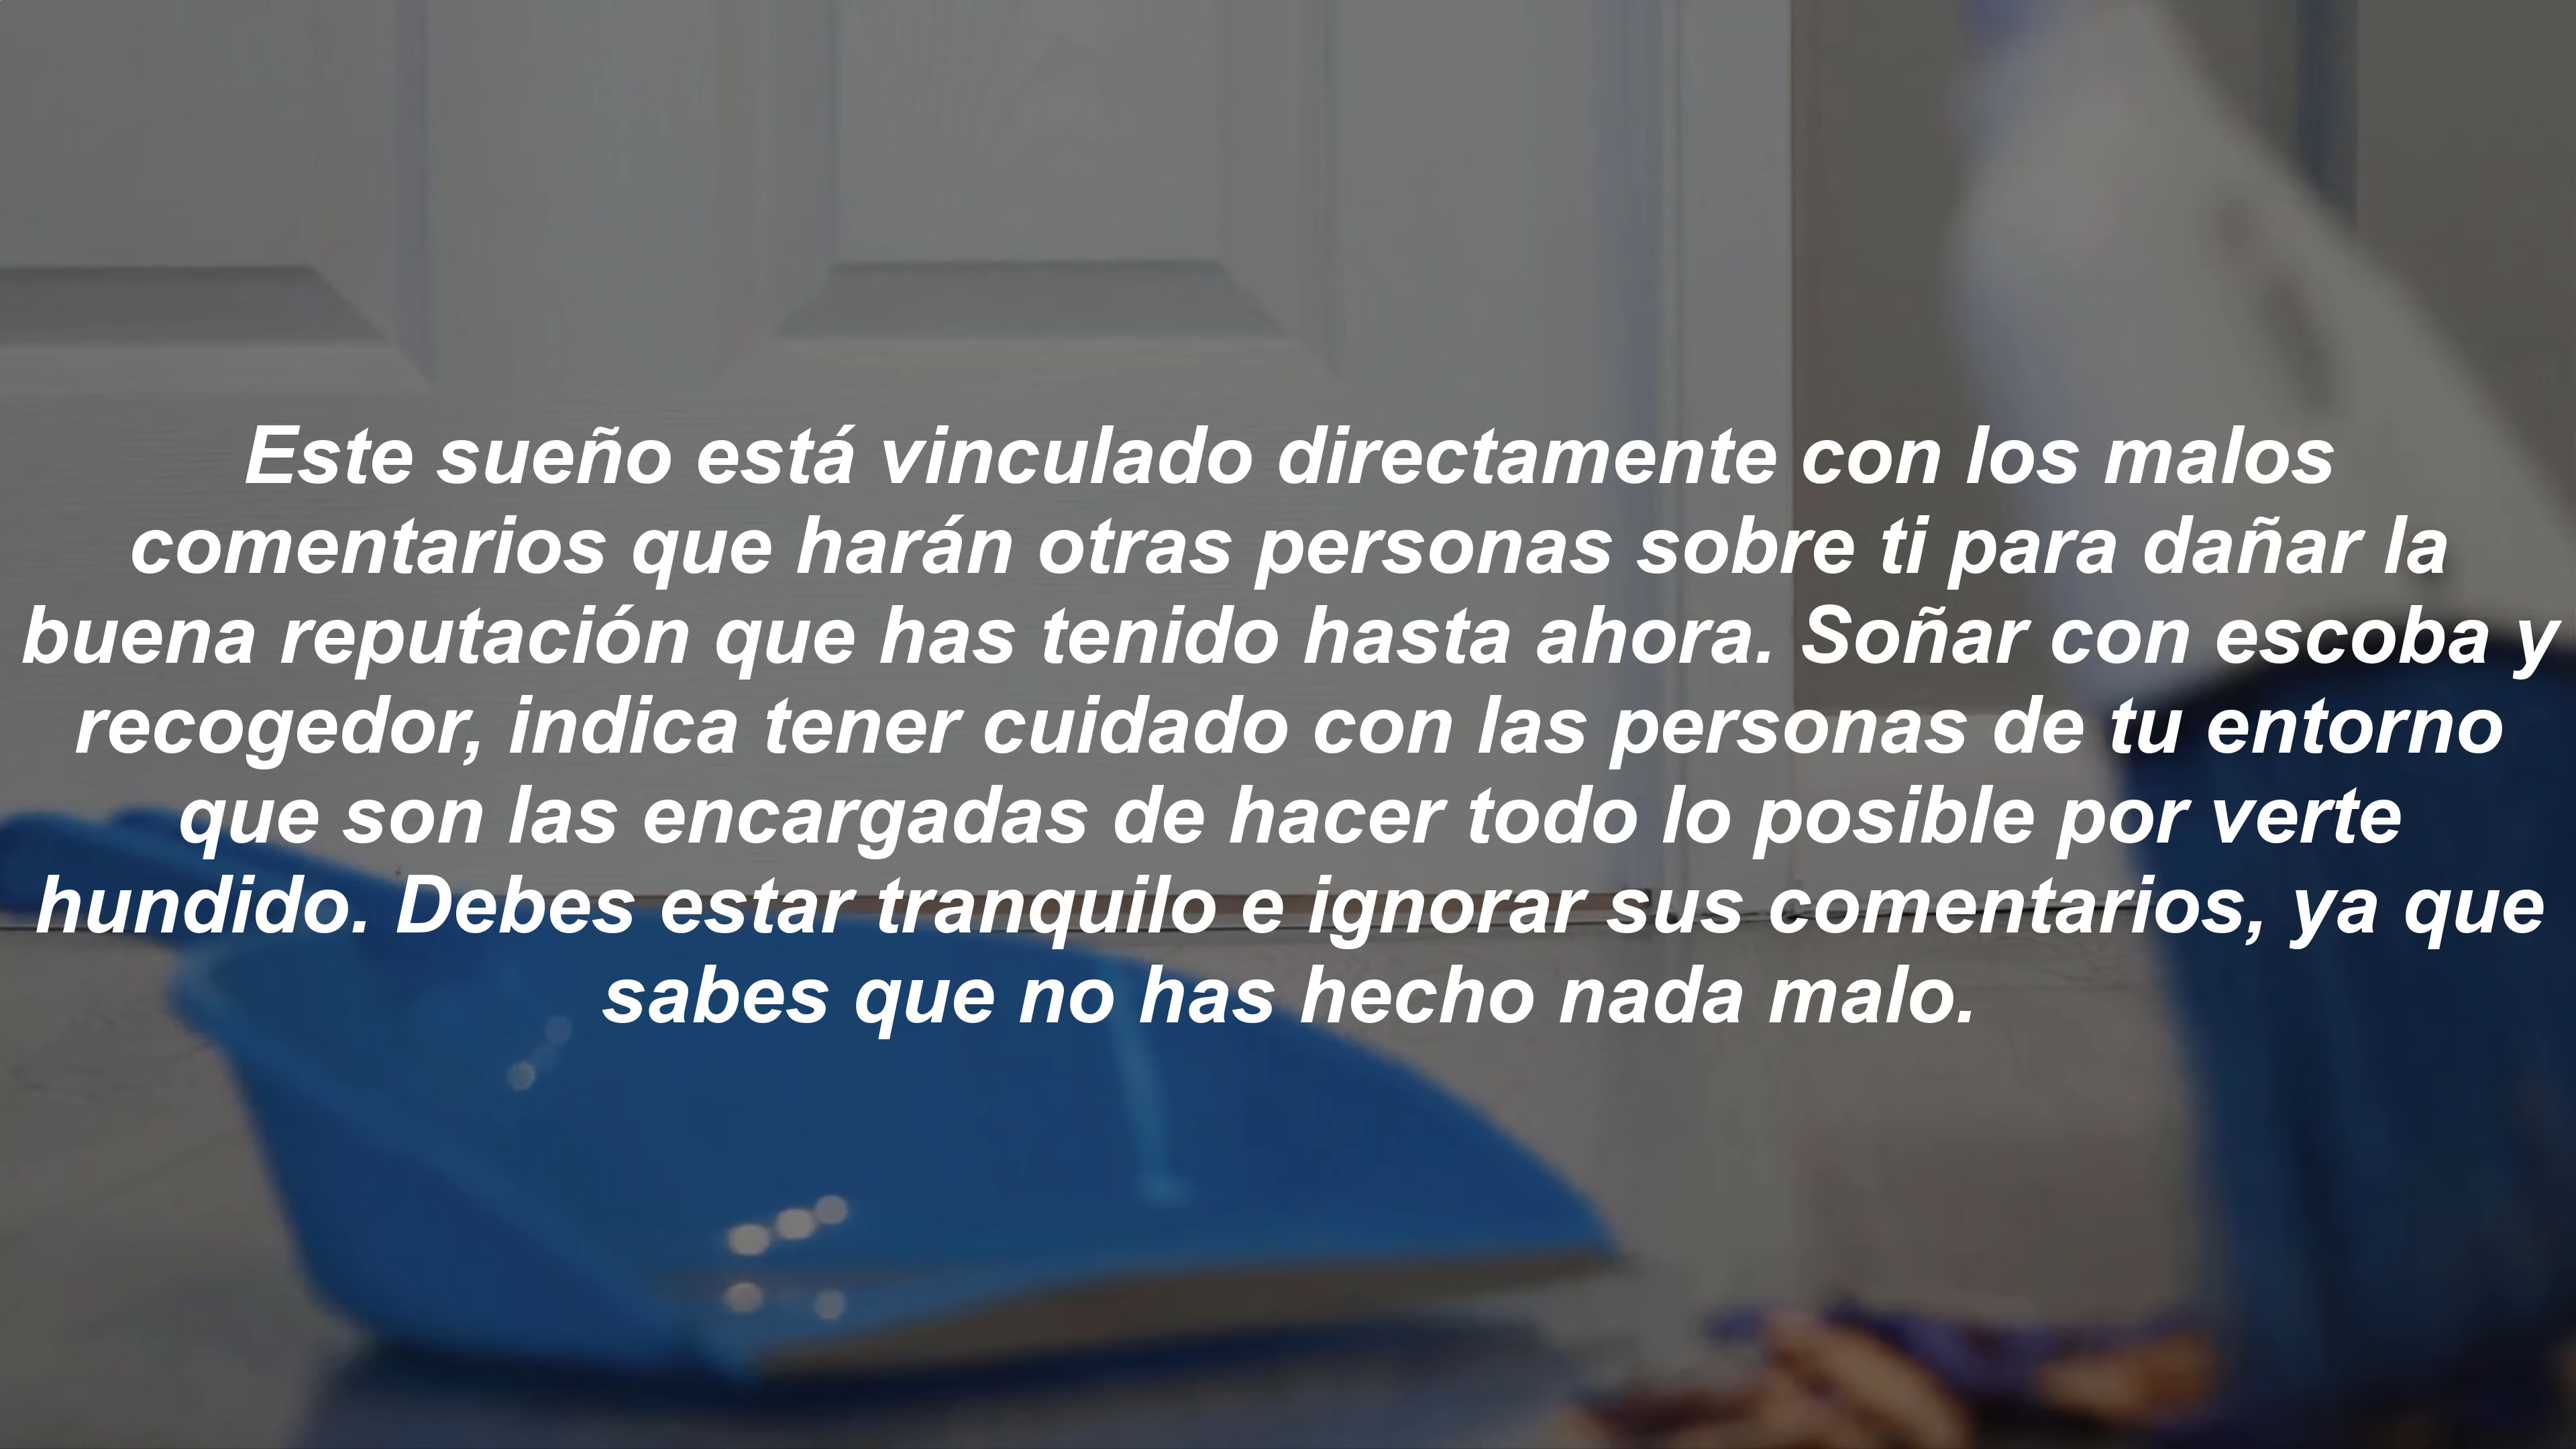 Este sueño está vinculado directamente con los malos
comentarios que harán otras personas sobre ti para dañar la
buena reputación que has tenido hasta ahora. Soñar con escoba y
recogedor, indica tener cuidado con las personas de tu entorno
que son las encargadas de hacer todo lo posible por verte
hundido. Debes estar tranquilo e ignorar sus comentarios, ya que
sabes que no has hecho nada malo.